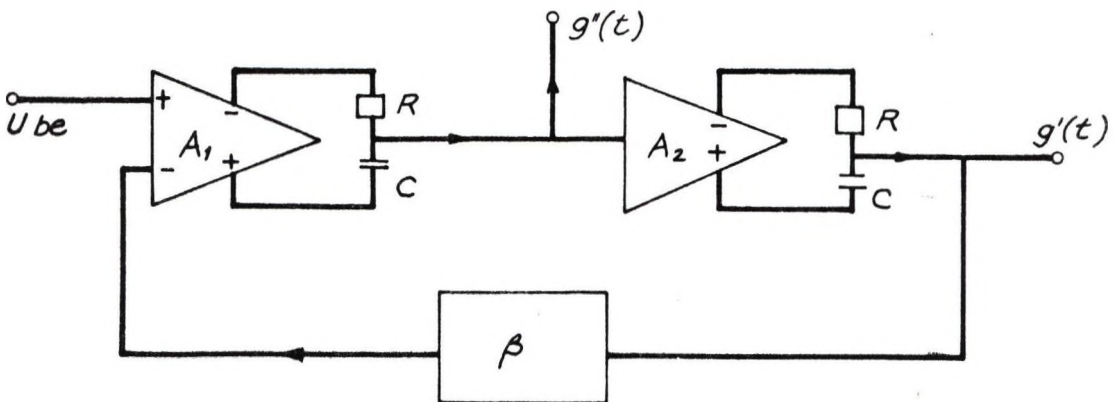 g"(t)
U be
+
-
A₁
-
+
R
C
A₂
-
+
R
C
g'(t)
β